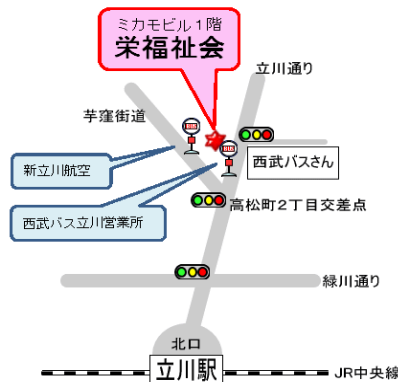 ミカモビル１階
栄福祉会
立川通り
芋窪街道
新立川航空
西武バスさん
西武バス立川営業所
高松町２丁目交差点
緑川通り
北口
立川駅
JR中央線